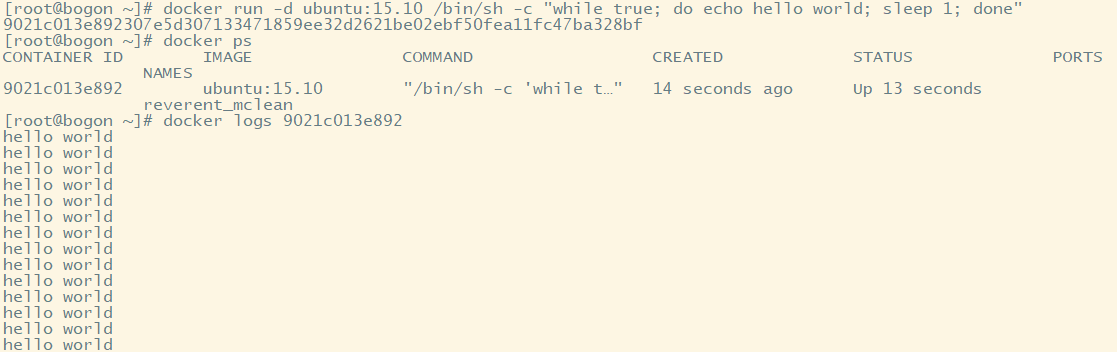 [root@bogon ~]# docker run -d ubuntu:15.10 /bin/sh -c "while true; do echo hello world; sleep 1; done"
9021c013e892307e5d307133471859ee32d2621be02ebf50fea11fc47ba328bf
[root@bogon ~]# docker ps
CONTAINER ID        IMAGE               COMMAND                  CREATED             STATUS              PORTS
              NAMES
9021c013e892        ubuntu:15.10        "/bin/sh -c 'while t…"   14 seconds ago      Up 13 seconds
              reverent_mclean
[root@bogon ~]# docker logs 9021c013e892
hello world
hello world
hello world
hello world
hello world
hello world
hello world
hello world
hello world
hello world
hello world
hello world
hello world
hello world